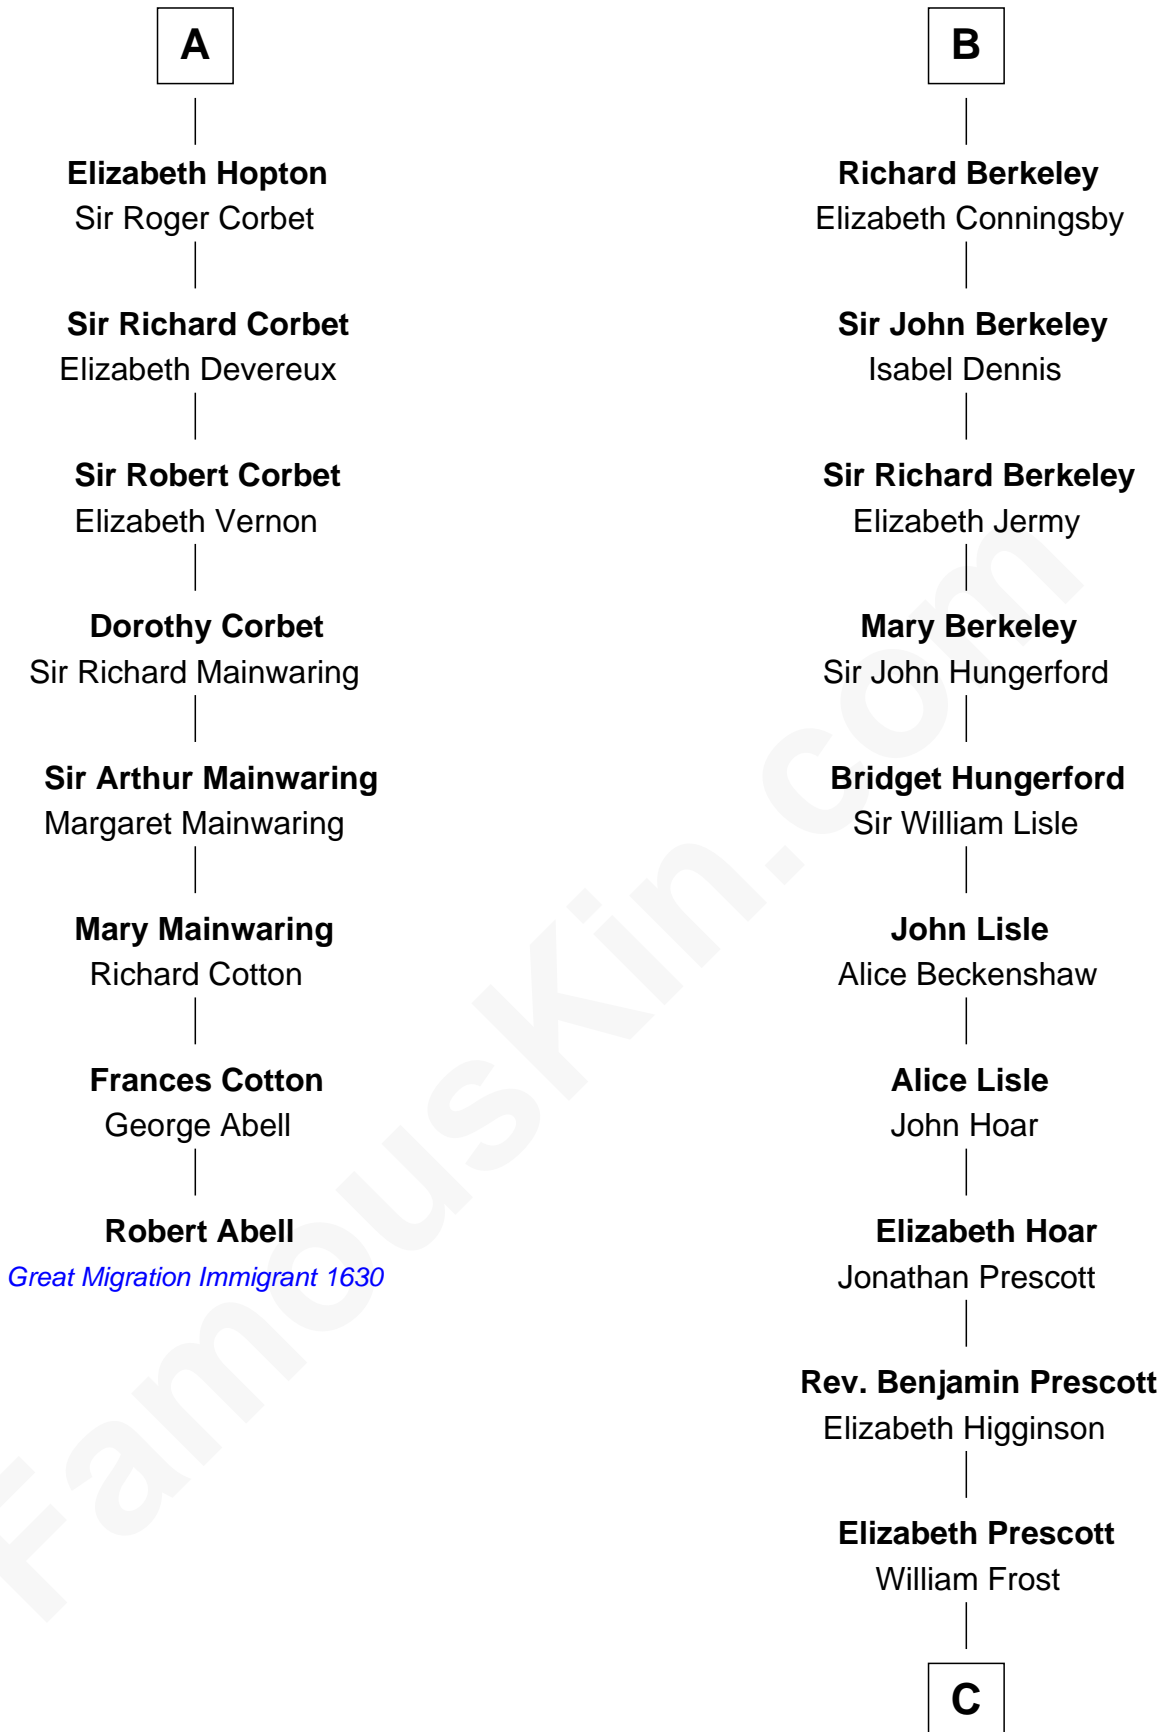 A
Elizabeth Hopton
Sir Roger Corbet
Sir Richard Corbet
Elizabeth Devereux
Sir Robert Corbet
Elizabeth Vernon
Dorothy Corbet
Sir Richard Mainwaring
Sir Arthur Mainwaring
Margaret Mainwaring
Mary Mainwaring
Richard Cotton
Frances Cotton
George Abell
Robert Abell
Great Migration Immigrant 1630
B
Richard Berkeley
Elizabeth Conningsby
Sir John Berkeley
Isabel Dennis
Sir Richard Berkeley
Elizabeth Jermy
Mary Berkeley
Sir John Hungerford
Bridget Hungerford
Sir William Lisle
John Lisle
Alice Beckenshaw
Alice Lisle
John Hoar
Elizabeth Hoar
Jonathan Prescott
Rev. Benjamin Prescott
Elizabeth Higginson
Elizabeth Prescott
William Frost
C
FamousKin.com